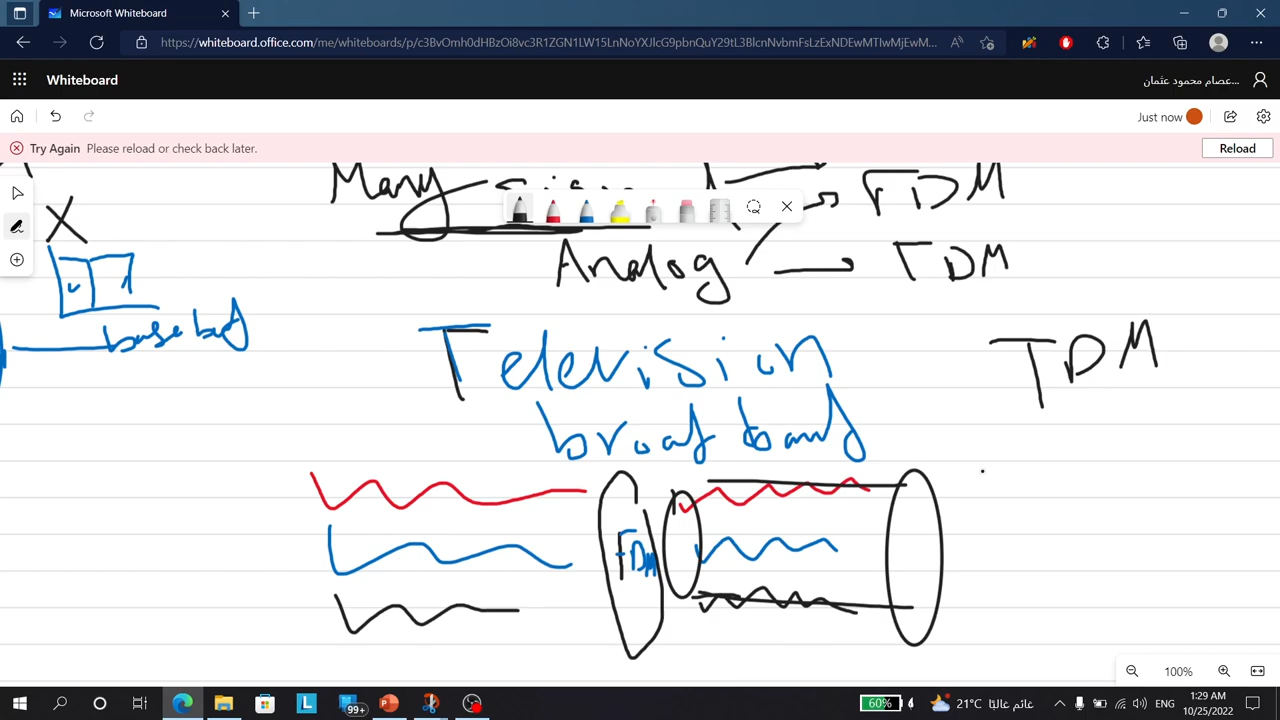 Microsoft Whiteboard
https://whiteboard.office.com/me/whiteboards/p/c3BvOmh0dHBzOi8vc3R1ZGN1LW15LnNoYXJlcG9pbnQuY29tL3BlcnNvbmFsLzExNDEwMTIwMjEwM...
Whiteboard
عصام محمود عثمان...
Just now
Try Again Please reload or check back later.
Reload
Many
FDM
X
Analog
TDM
base band
Television
TDM
broad band
FDM
100%
L
99+
60%
21°C غائم غالبًا
ENG
1:29 AM
10/25/2022